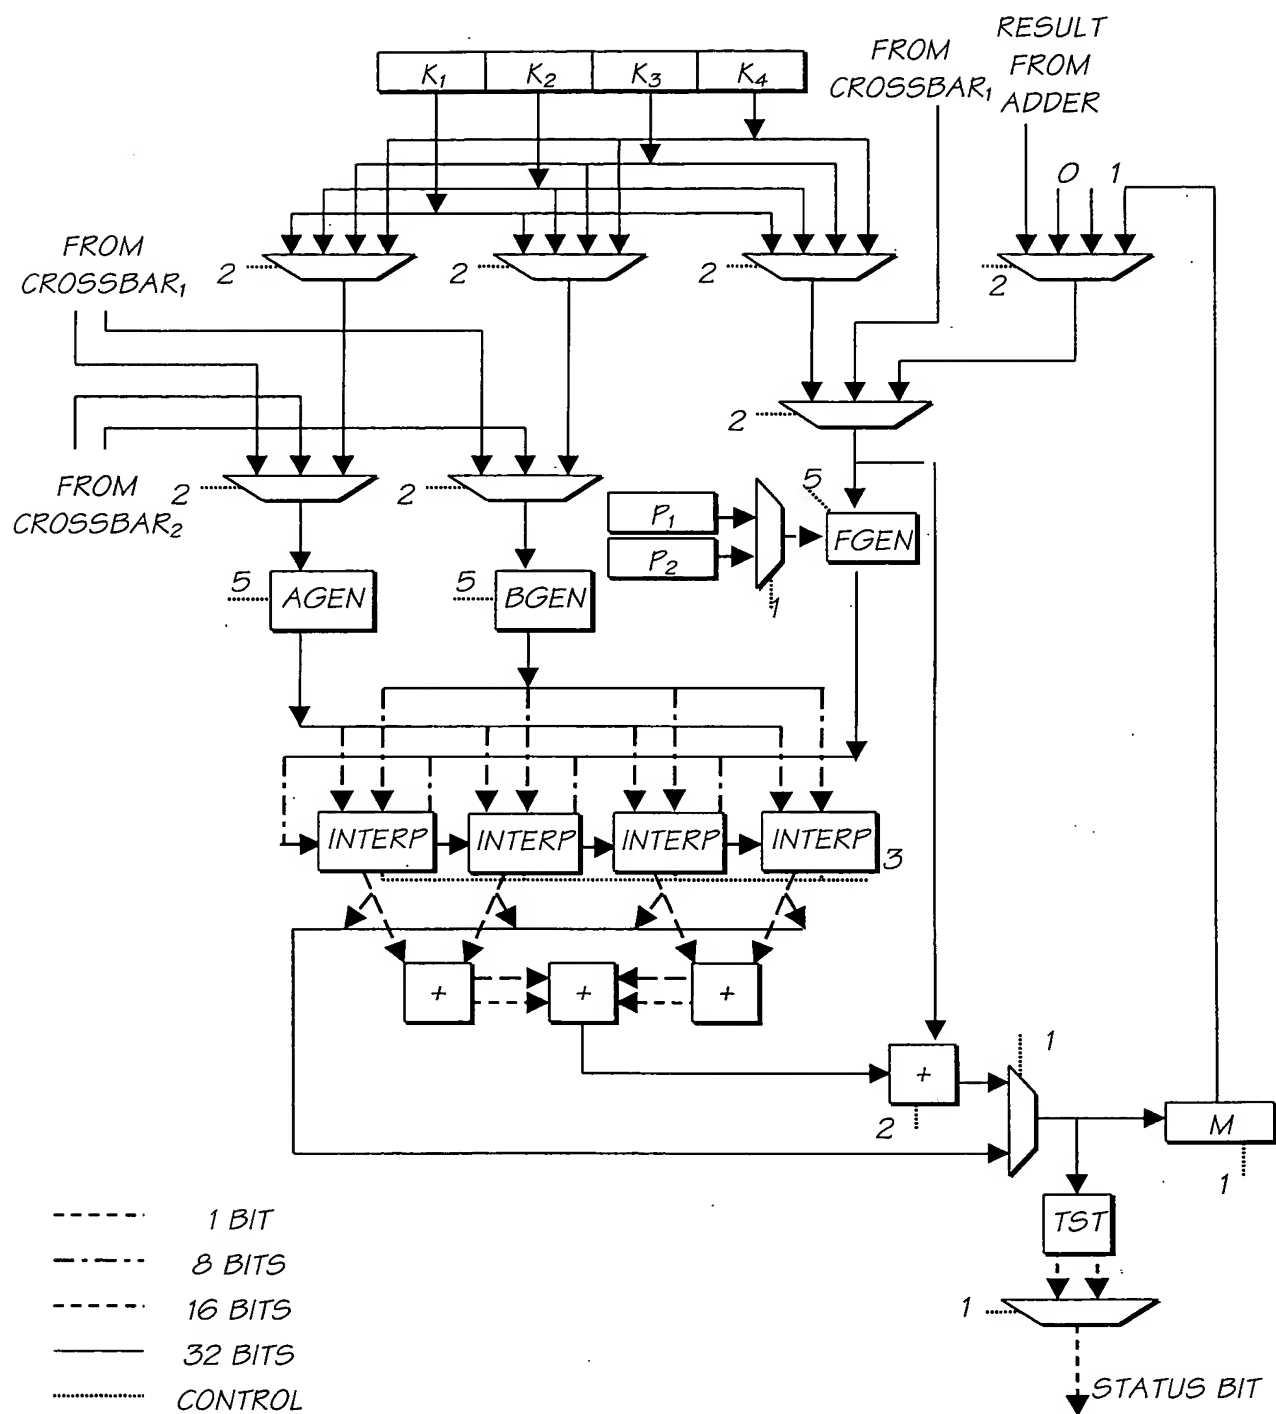 RESULT
FROM
ADDER
FROM
CROSSBAR1
K1 K2 K3 K4
0 1
FROM
CROSSBAR1
2 2 2 2
2
FROM
CROSSBAR2
2 2
P1
P2
5
FGEN
1
5 AGEN
5 BGEN
INTERP INTERP INTERP INTERP
3
+ + +
1
+
2
M
1
TST
1
STATUS BIT
1 BIT
8 BITS
16 BITS
32 BITS
CONTROL